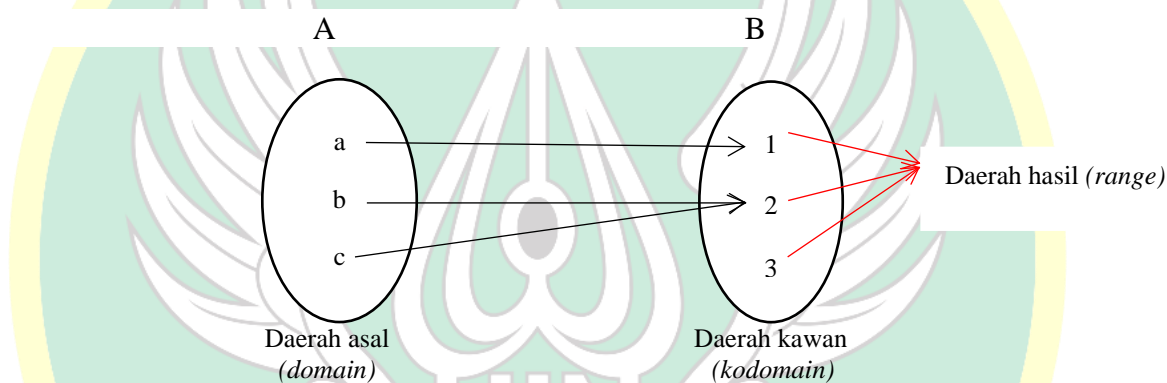 A B
a 1
b 2
c 3
Daerah hasil (range)
Daerah asal
(domain)
Daerah kawan
(kodomain)